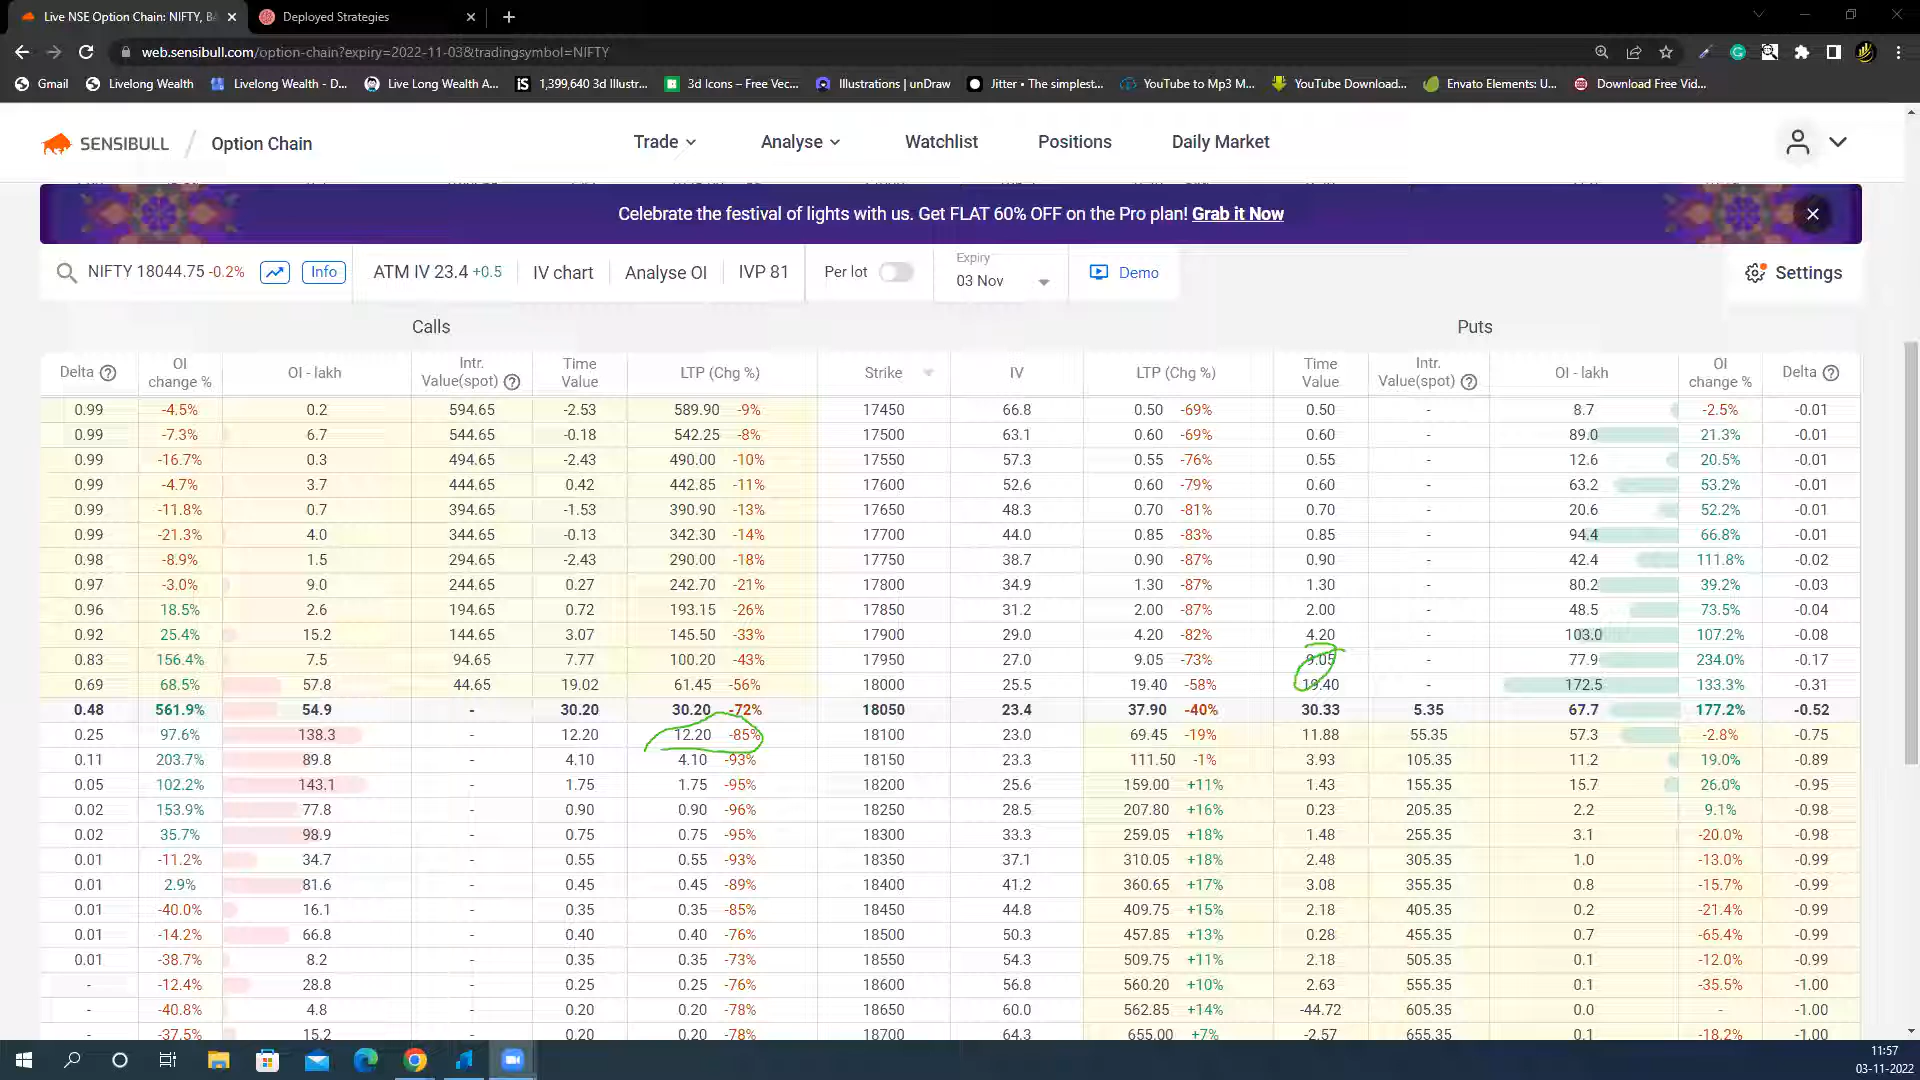 Live NSE Option Chain: NIFTY, BA
Deployed Strategies
web.sensibull.com/option-chain?expiry=2022-11-03&tradingsymbol=NIFTY
Gmail Livelong Wealth Livelong Wealth - D... Live Long Wealth A... 1,399,640 3d Illustr... 3d Icons – Free Vec... Illustrations | unDraw Jitter • The simplest... YouTube to Mp3 M... YouTube Download... Envato Elements: U... Download Free Vid...
SENSIBULL / Option Chain Trade Analyse Watchlist Positions Daily Market
Celebrate the festival of lights with us. Get FLAT 60% OFF on the Pro plan! Grab it Now
NIFTY 18044.75 -0.2% Info ATM IV 23.4 +0.5 IV chart Analyse OI IVP 81 Per lot Expiry 03 Nov Demo Settings
Calls Puts
Delta OI change % OI - lakh Intr. Value(spot) Time Value LTP (Chg %) Strike IV LTP (Chg %) Time Value Intr. Value(spot) OI - lakh OI change % Delta
0.99 -4.5% 0.2 594.65 -2.53 589.90 -9% 17450 66.8 0.50 -69% 0.50 - 8.7 -2.5% -0.01
0.99 -7.3% 6.7 544.65 -0.18 542.25 -8% 17500 63.1 0.60 -69% 0.60 - 89.0 21.3% -0.01
0.99 -16.7% 0.3 494.65 -2.43 490.00 -10% 17550 57.3 0.55 -76% 0.55 - 12.6 20.5% -0.01
0.99 -4.7% 3.7 444.65 0.42 442.85 -11% 17600 52.6 0.60 -79% 0.60 - 63.2 53.2% -0.01
0.99 -11.8% 0.7 394.65 -1.53 390.90 -13% 17650 48.3 0.70 -81% 0.70 - 20.6 52.2% -0.01
0.99 -21.3% 4.0 344.65 -0.13 342.30 -14% 17700 44.0 0.85 -83% 0.85 - 94.4 66.8% -0.01
0.98 -8.9% 1.5 294.65 -2.43 290.00 -18% 17750 38.7 0.90 -87% 0.90 - 42.4 111.8% -0.02
0.97 -3.0% 9.0 244.65 0.27 242.70 -21% 17800 34.9 1.30 -87% 1.30 - 80.2 39.2% -0.03
0.96 18.5% 2.6 194.65 0.72 193.15 -26% 17850 31.2 2.00 -87% 2.00 - 48.5 73.5% -0.04
0.92 25.4% 15.2 144.65 3.07 145.50 -33% 17900 29.0 4.20 -82% 4.20 - 103.0 107.2% -0.08
0.83 156.4% 7.5 94.65 7.77 100.20 -43% 17950 27.0 9.05 -73% 9.05 - 77.9 234.0% -0.17
0.69 68.5% 57.8 44.65 19.02 61.45 -56% 18000 25.5 19.40 -58% 19.40 - 172.5 133.3% -0.31
0.48 561.9% 54.9 - 30.20 30.20 -72% 18050 23.4 37.90 -40% 30.33 5.35 67.7 177.2% -0.52
0.25 97.6% 138.3 - 12.20 12.20 -85% 18100 23.0 69.45 -19% 11.88 55.35 57.3 -2.8% -0.75
0.11 203.7% 89.8 - 4.10 4.10 -93% 18150 23.3 111.50 -1% 3.93 105.35 11.2 19.0% -0.89
0.05 102.2% 143.1 - 1.75 1.75 -95% 18200 25.6 159.00 +11% 1.43 155.35 15.7 26.0% -0.95
0.02 153.9% 77.8 - 0.90 0.90 -96% 18250 28.5 207.80 +16% 0.23 205.35 2.2 9.1% -0.98
0.02 35.7% 98.9 - 0.75 0.75 -95% 18300 33.3 259.05 +18% 1.48 255.35 3.1 -20.0% -0.98
0.01 -11.2% 34.7 - 0.55 0.55 -93% 18350 37.1 310.05 +18% 2.48 305.35 1.0 -13.0% -0.99
0.01 2.9% 81.6 - 0.45 0.45 -89% 18400 41.2 360.65 +17% 3.08 355.35 0.8 -15.7% -0.99
0.01 -40.0% 16.1 - 0.35 0.35 -85% 18450 44.8 409.75 +15% 2.18 405.35 0.2 -21.4% -0.99
0.01 -14.2% 66.8 - 0.40 0.40 -76% 18500 50.3 457.85 +13% 0.28 455.35 0.7 -65.4% -0.99
0.01 -38.7% 8.2 - 0.35 0.35 -73% 18550 54.3 509.75 +11% 2.18 505.35 0.1 -12.0% -0.99
- -12.4% 28.8 - 0.25 0.25 -76% 18600 56.8 560.20 +10% 2.63 555.35 0.1 -35.5% -1.00
- -40.8% 4.8 - 0.20 0.20 -78% 18650 60.0 562.85 +14% -44.72 605.35 0.0 - -1.00
- -37.5% 15.2 - 0.20 0.20 -78% 18700 64.3 655.00 +7% -2.57 655.35 0.1 -18.2% -1.00
11:57
03-11-2022